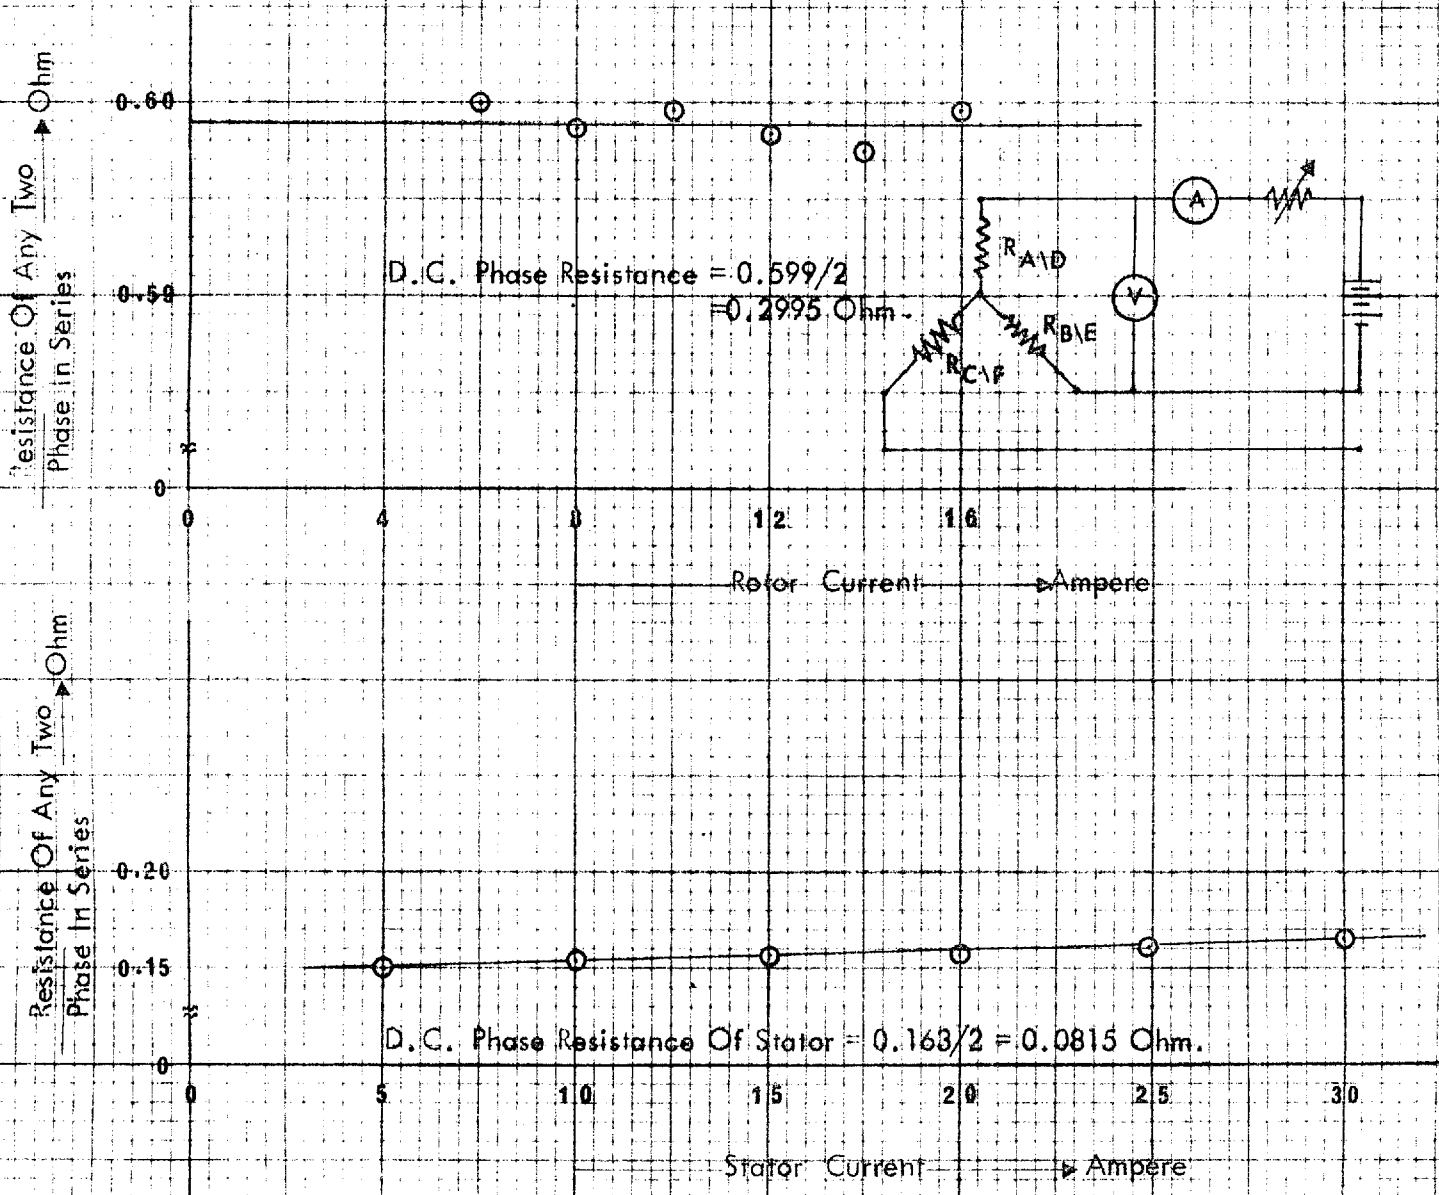 Ohm
esistance Of Any Two
Phase in Series
0.60
0.50
0
0 4 8 12 16
D.C. Phase Resistance = 0.599/2
=0.2995 Ohm.
A
V
R A\D
R B\E
R C\F
Rotor Current Ampere
Ohm
Resistance Of Any Two
Phase In Series
0.20
0.15
0
D.C. Phase Resistance Of Stator = 0.163/2 = 0.0815 Ohm.
0 5 10 15 20 25 30
Stator Current Ampere